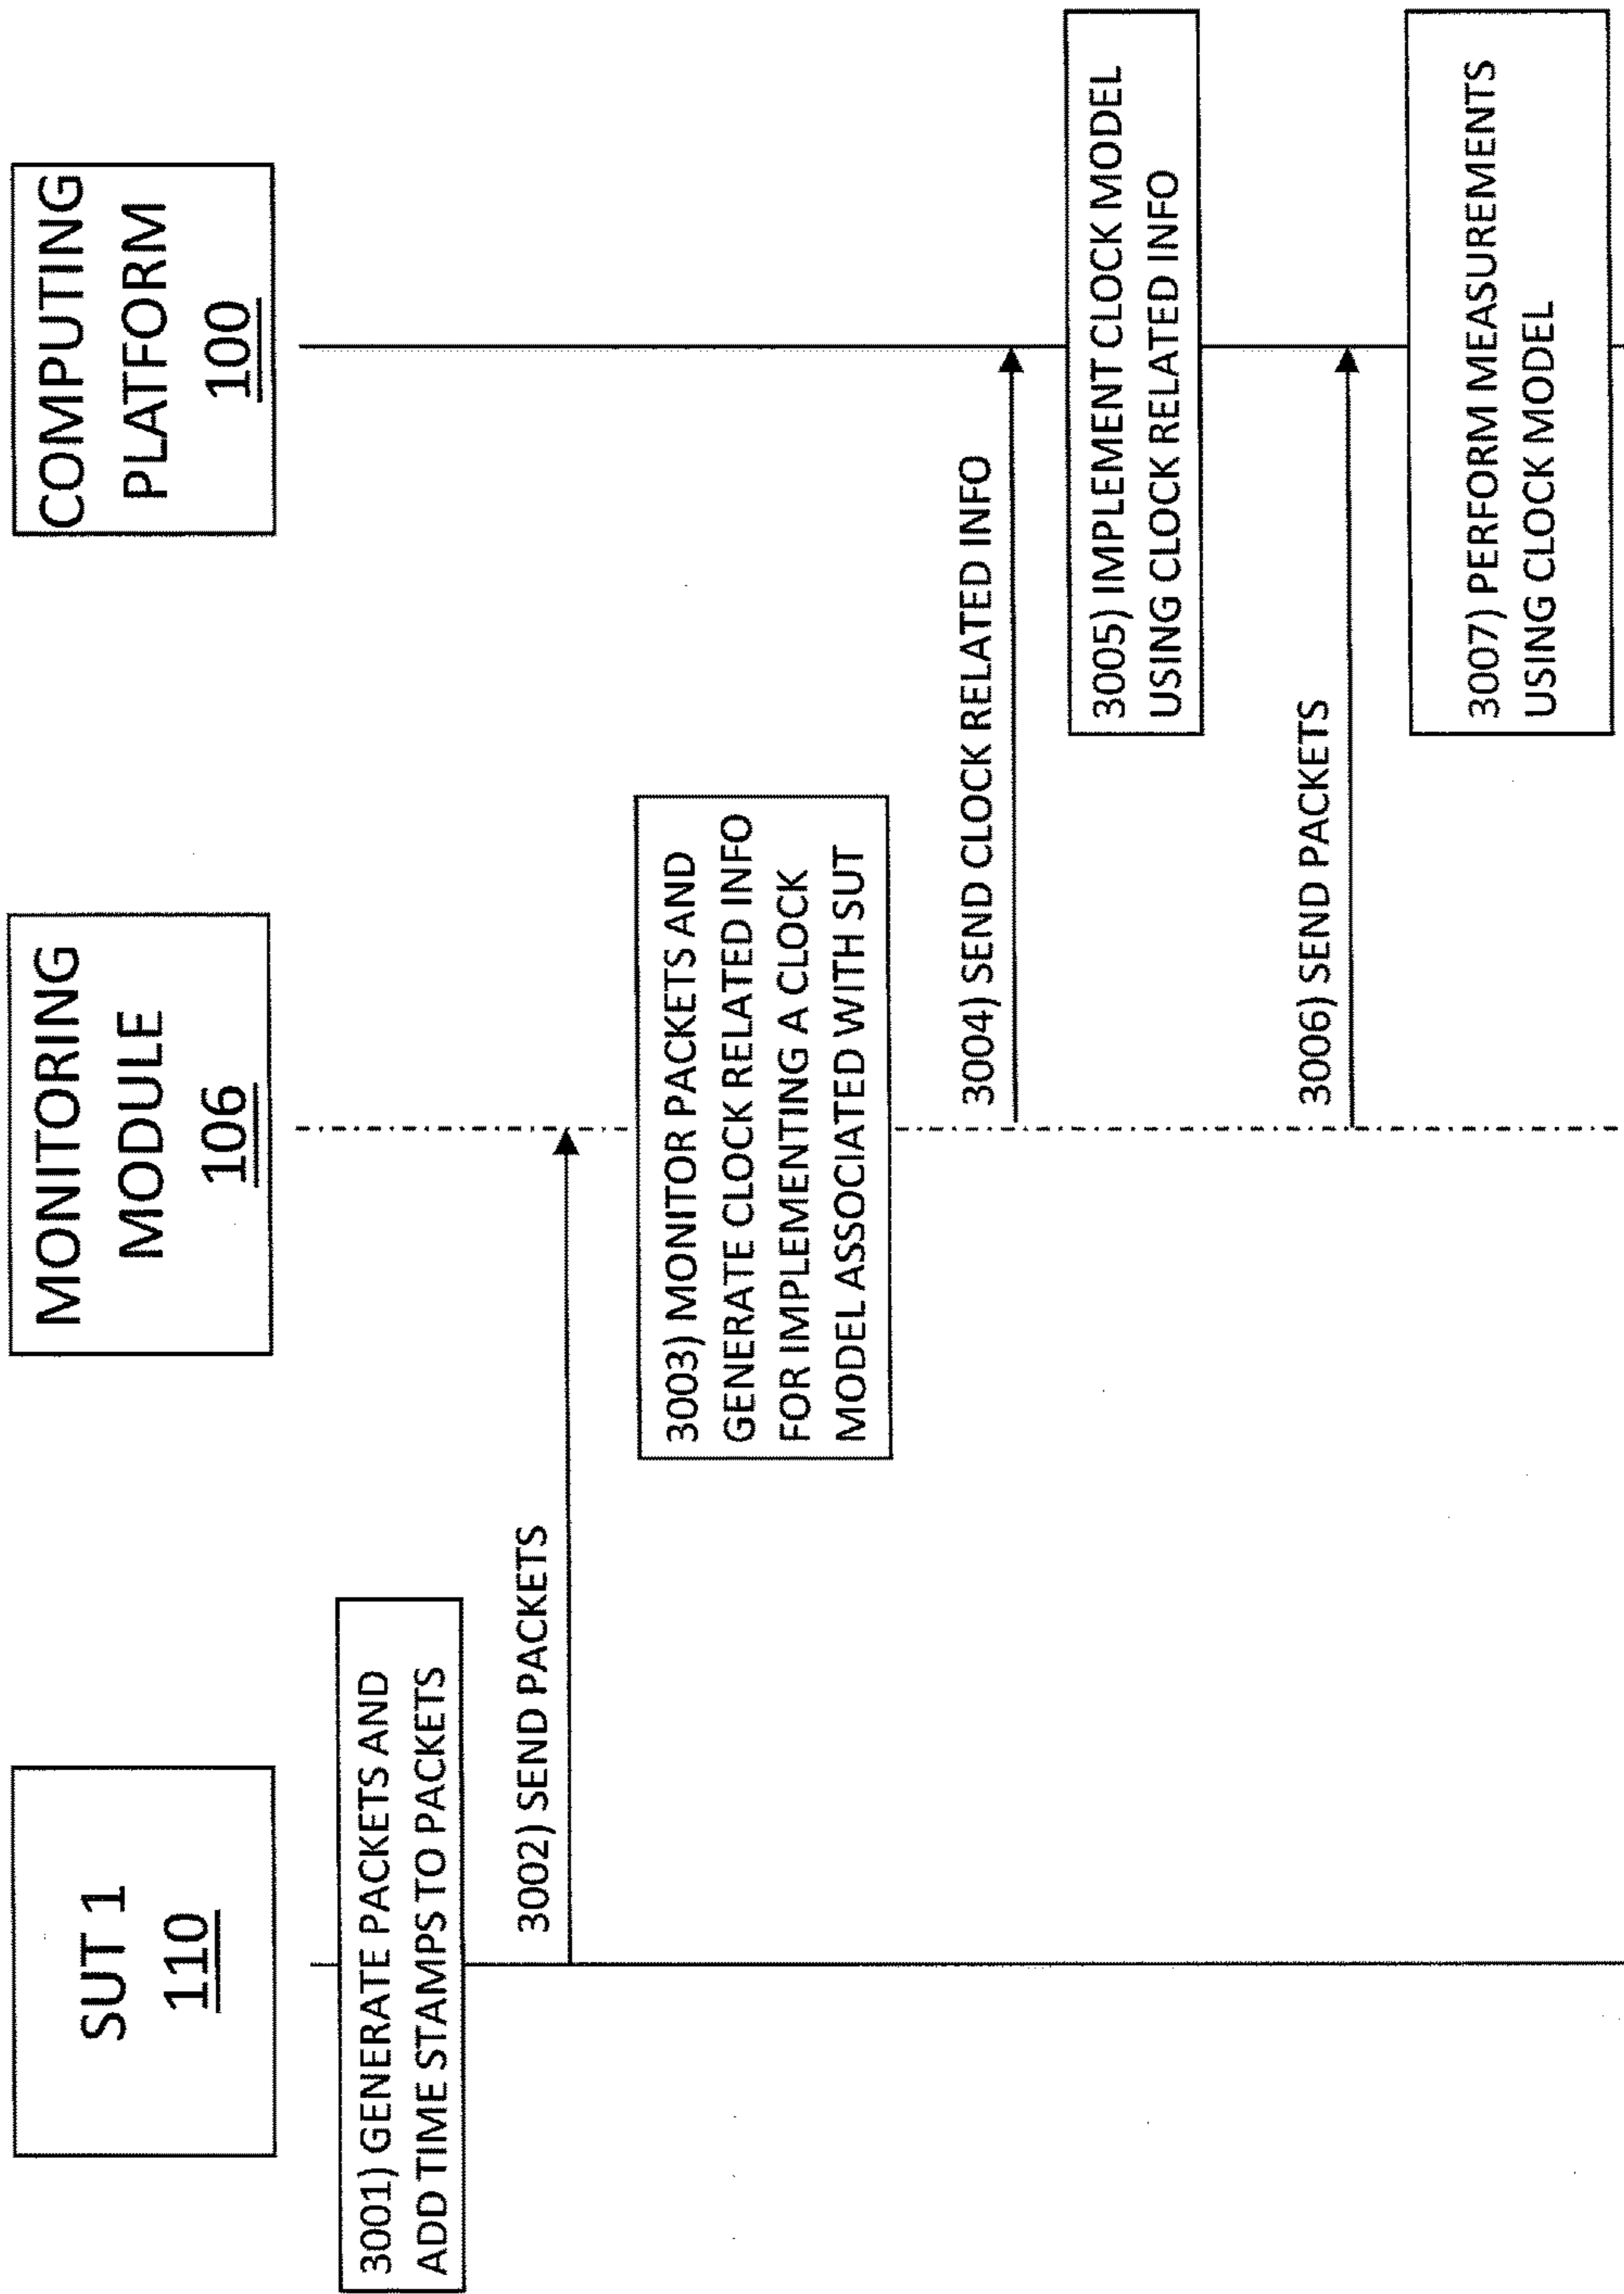 SUT 1
110
MONITORING
MODULE
106
COMPUTING
PLATFORM
100
3001) GENERATE PACKETS AND
ADD TIME STAMPS TO PACKETS
3002) SEND PACKETS
3003) MONITOR PACKETS AND
GENERATE CLOCK RELATED INFO
FOR IMPLEMENTING A CLOCK
MODEL ASSOCIATED WITH SUT
3004) SEND CLOCK RELATED INFO
3005) IMPLEMENT CLOCK MODEL
USING CLOCK RELATED INFO
3006) SEND PACKETS
3007) PERFORM MEASUREMENTS
USING CLOCK MODEL